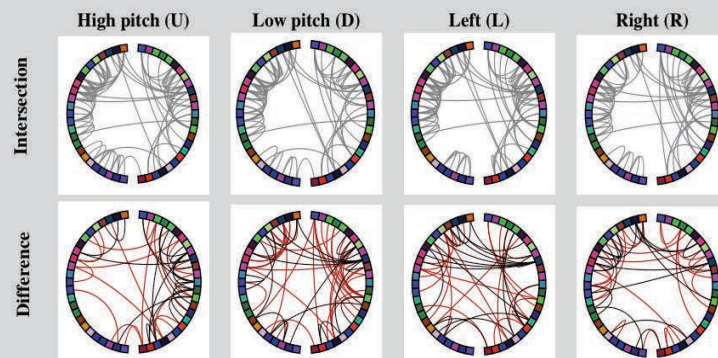 High pitch (U) Low pitch (D) Left (L) Right (R)
Intersection
Difference